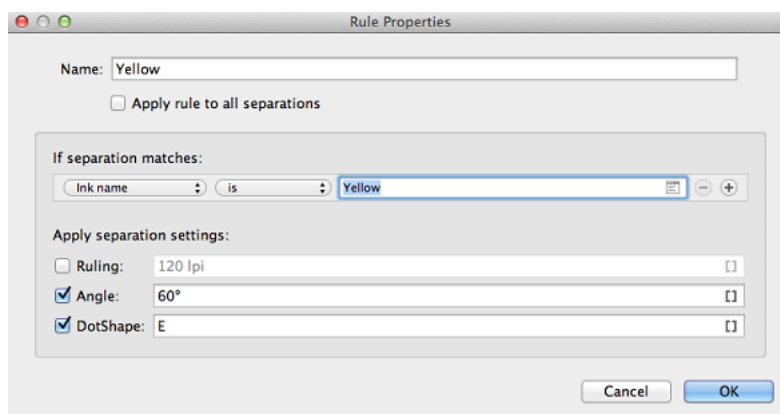 Rule Properties
Name: Yellow
Apply rule to all separations
If separation matches:
Ink name is Yellow
Apply separation settings:
Ruling: 120 lpi
Angle: 60°
DotShape: E
Cancel OK